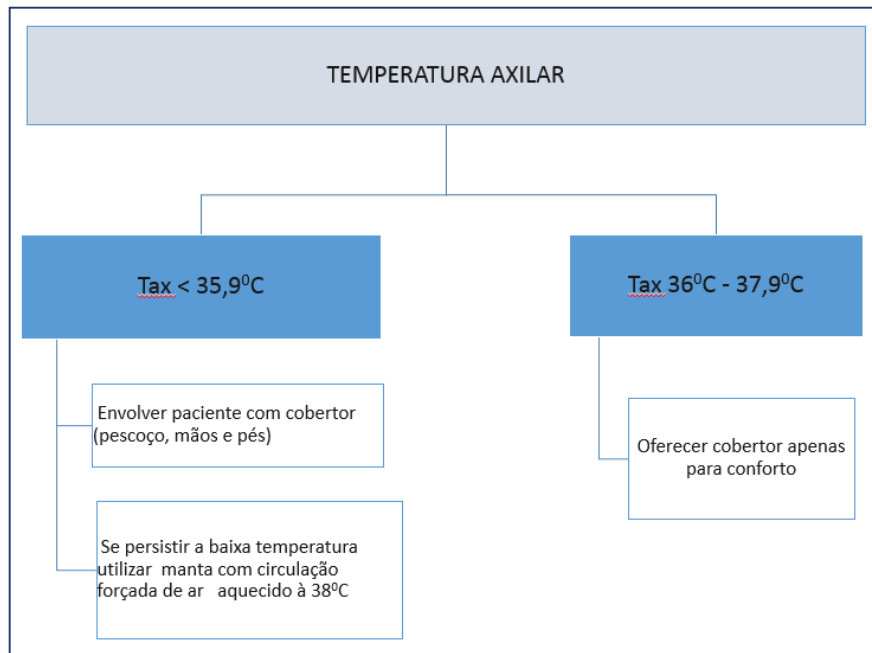 TEMPERATURA AXILAR
Tax < 35,9⁰C
Tax 36⁰C - 37,9⁰C
Envolver paciente com cobertor
(pescoço, mãos e pés)
Oferecer cobertor apenas
para conforto
Se persistir a baixa temperatura
utilizar manta com circulação
forçada de ar aquecido à 38⁰C